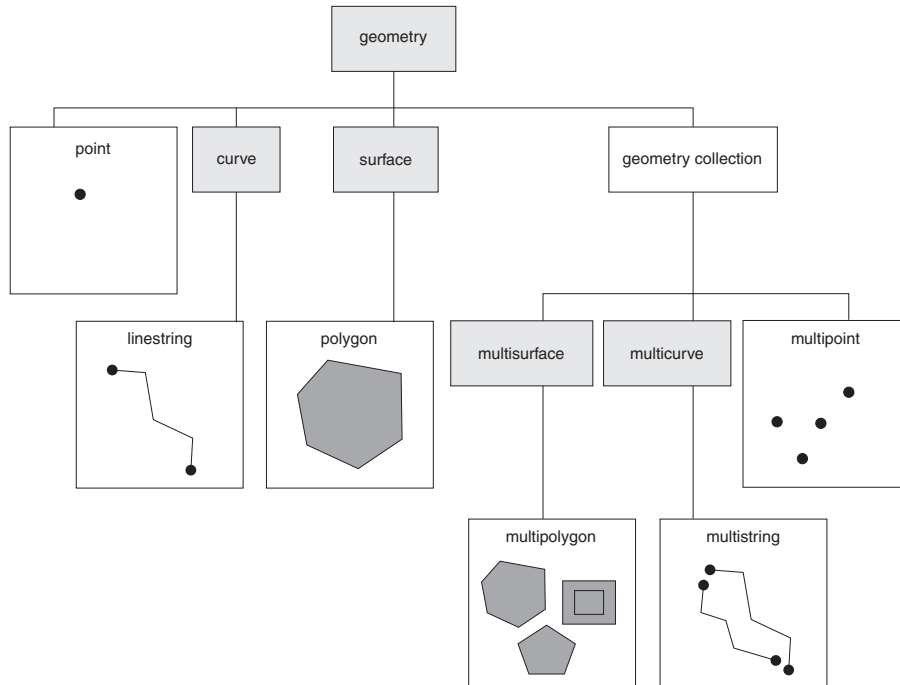 geometry
point
curve
surface
geometry collection
linestring
polygon
multisurface
multicurve
multipoint
multipolygon
multistring